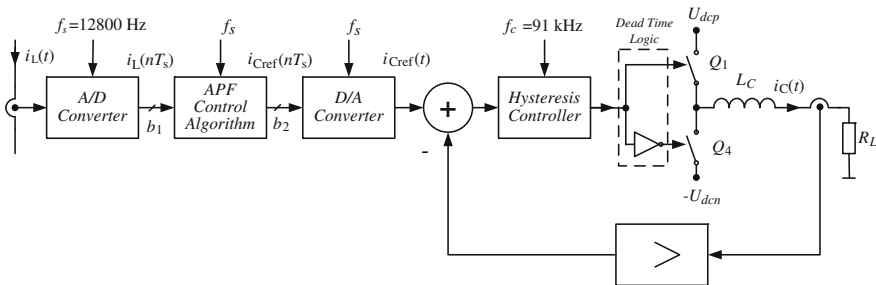 f_s=12800 Hz
f_s
f_s
f_c = 91 kHz
Dead Time
Logic
U_dcp
i_L(t)
i_L(nT_s)
i_Cref(nT_s)
i_Cref(t)
Q_1
L_C
i_C(t)
A/D
Converter
b_1
APF
Control
Algorithm
b_2
D/A
Converter
+
-
Hysteresis
Controller
Q_4
R_L
-U_dcn
>